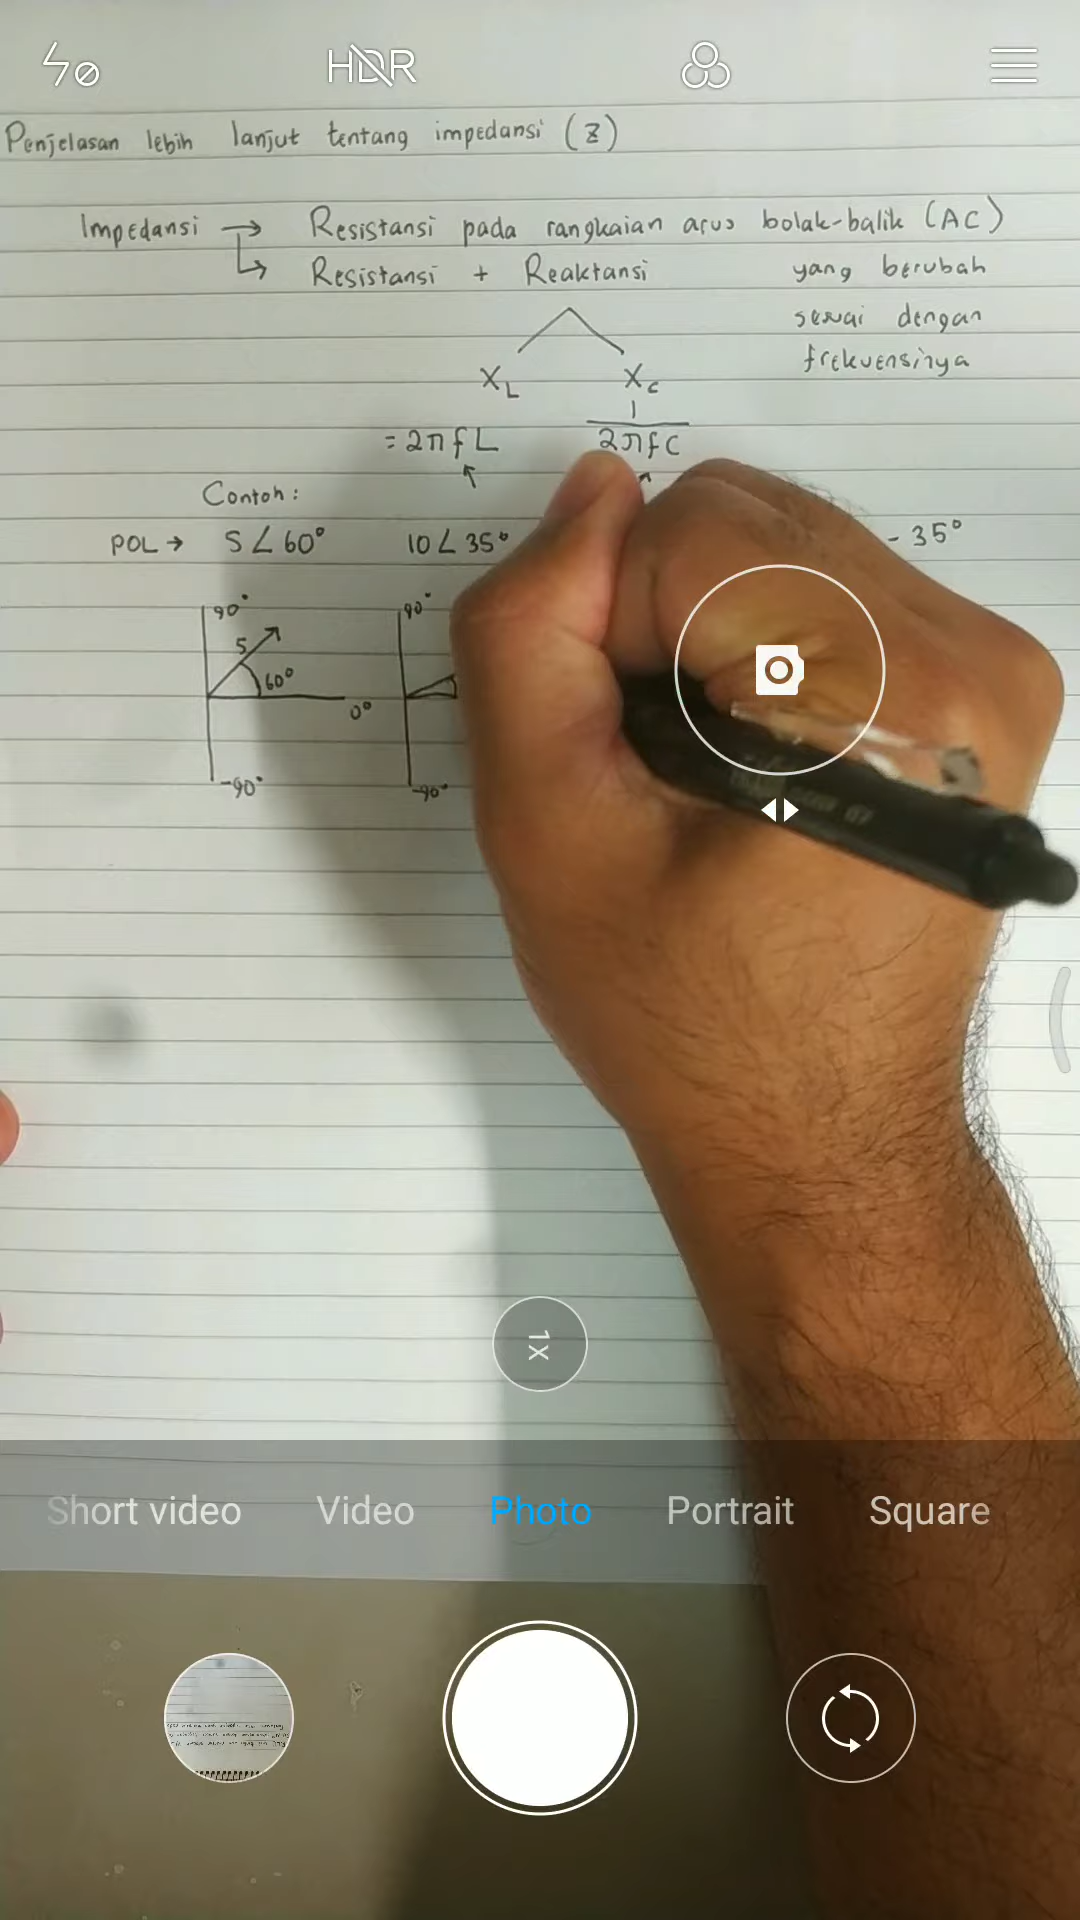 HDR
Penjelasan lebih lanjut tentang impedansi (Z)
Impedansi → Resistansi pada rangkaian arus bolak-balik (AC)
↳ Resistansi + Reaktansi yang berubah
sesuai dengan
frekuensinya
X_L X_C
= 2πfL 1/2πfC
Contoh:
POL → 5∠60° 10∠35° -35°
90° 90°
5
60°
0°
-90° -90°
1X
Short video Video Photo Portrait Square